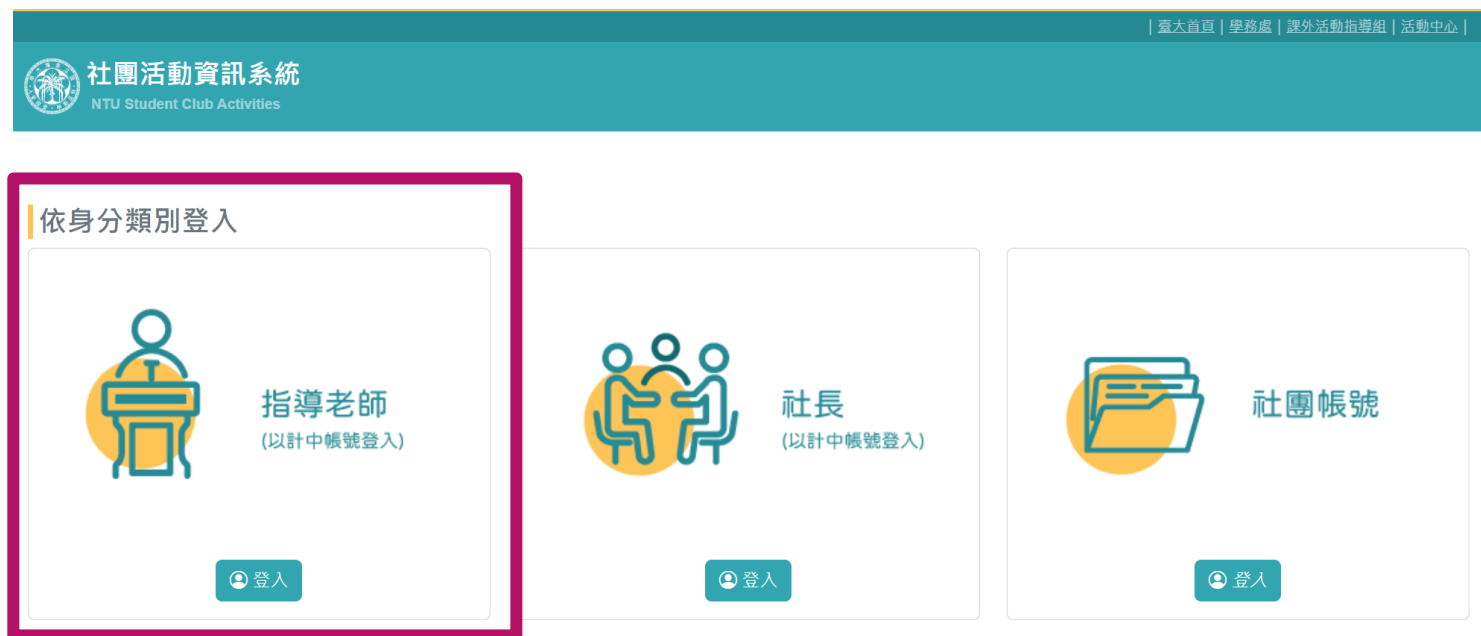 | 臺大首頁 | 學務處 | 課外活動指導組 | 活動中心 |
社團活動資訊系統
NTU Student Club Activities
依身分類別登入
指導老師
(以計中帳號登入)
登入
社長
(以計中帳號登入)
登入
社團帳號
登入